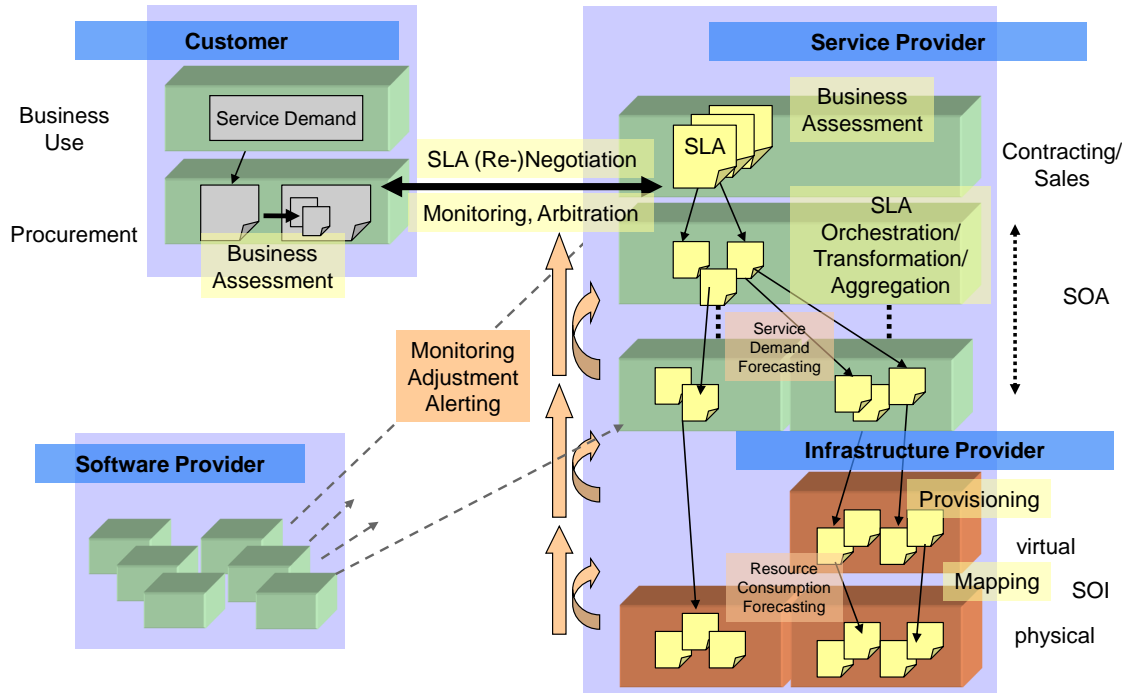 Customer
Service Provider
Business
Use
Service Demand
Procurement
Business
Assessment
SLA (Re-)Negotiation
Monitoring, Arbitration
SLA
Business
Assessment
Contracting/
Sales
SLA
Orchestration/
Transformation/
Aggregation
SOA
Service
Demand
Forecasting
Monitoring
Adjustment
Alerting
Software Provider
Infrastructure Provider
Provisioning
virtual
Mapping
SOI
Resource
Consumption
Forecasting
physical